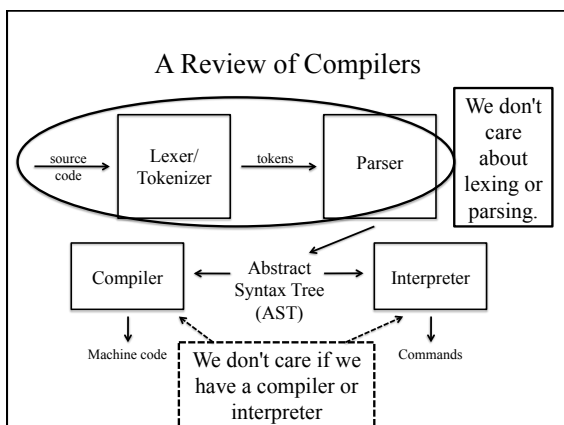 A Review of Compilers
We don't
care
about
lexing or
parsing.
source
code
Lexer/
Tokenizer
tokens
Parser
Compiler
Abstract
Syntax Tree
(AST)
Interpreter
Machine code
We don't care if we
have a compiler or
interpreter
Commands